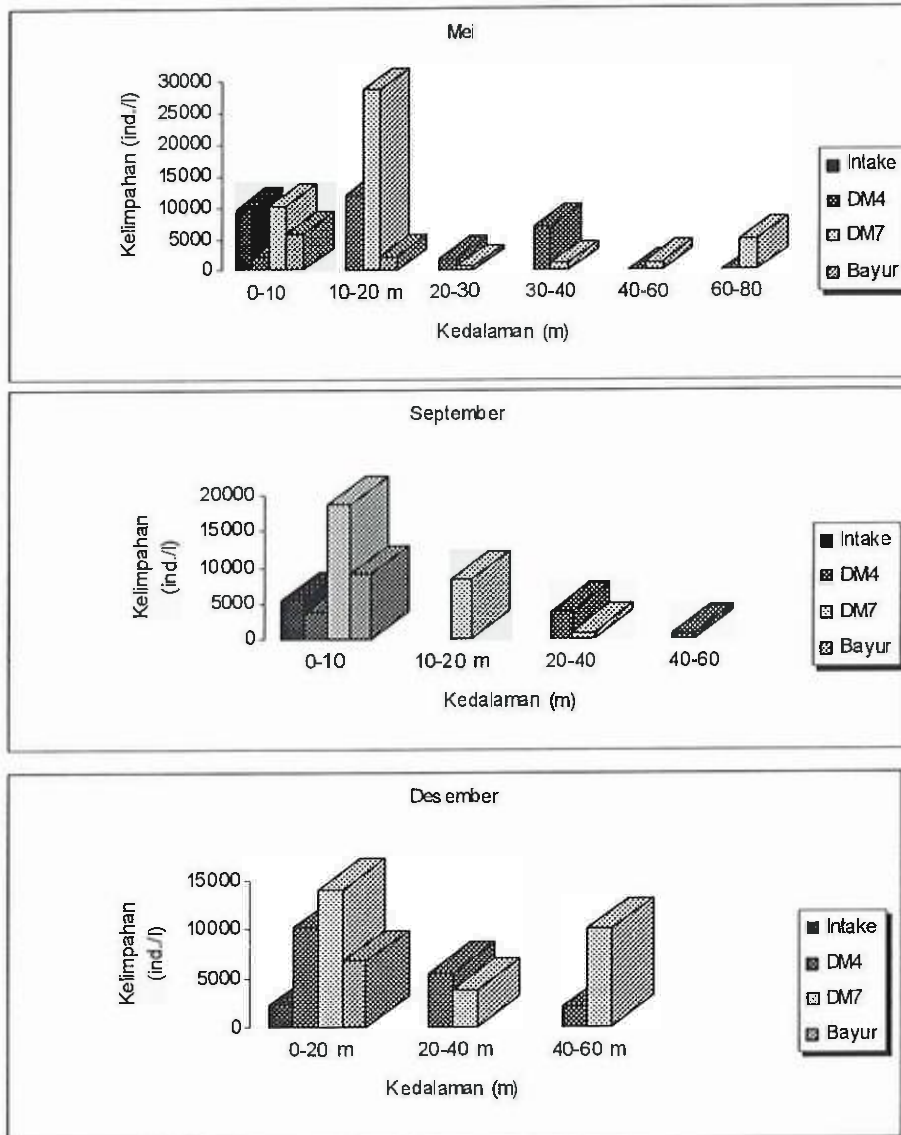 Mei
Kelimpahan (ind./l)
30000
25000
20000
15000
10000
5000
0
0-10 10-20 m 20-30 30-40 40-60 60-80
Kedalaman (m)
Intake
DM4
DM7
Bayur
September
Kelimpahan
(ind./l)
20000
15000
10000
5000
0
0-10 10-20 m 20-40 40-60
Kedalaman (m)
Intake
DM4
DM7
Bayur
Desember
Kelimpahan
(ind./l)
15000
10000
5000
0
0-20 m 20-40 m 40-60 m
Kedalaman (m)
Intake
DM4
DM7
Bayur